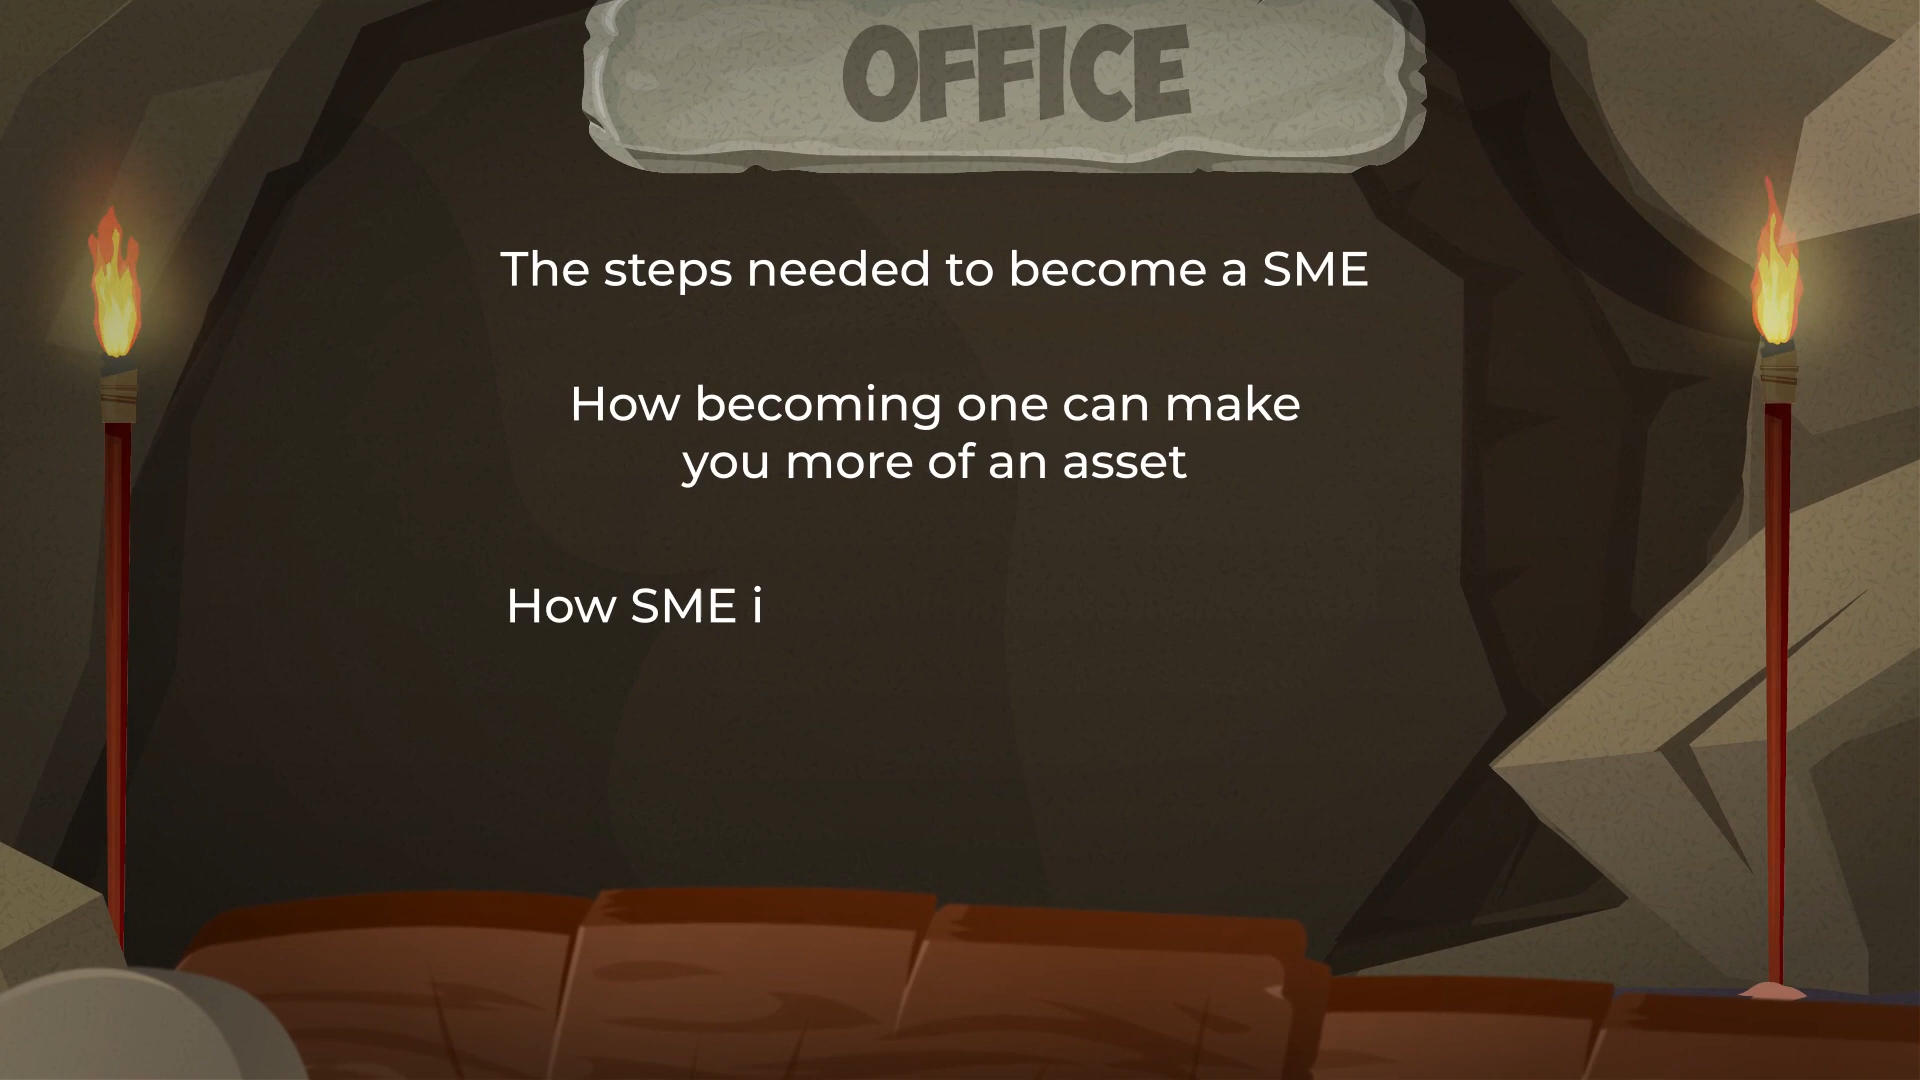 OFFICE
The steps needed to become a SME
How becoming one can make
you more of an asset
How SME i